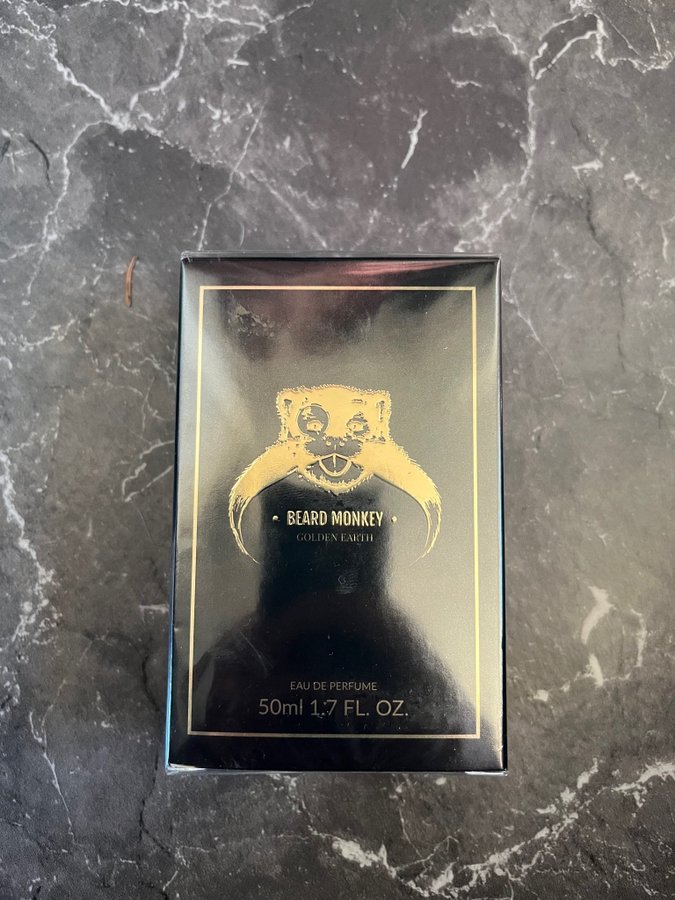 • BEARD MONKEY •
GOLDEN EARTH
EAU DE PERFUME
50ml 1.7 FL. OZ.